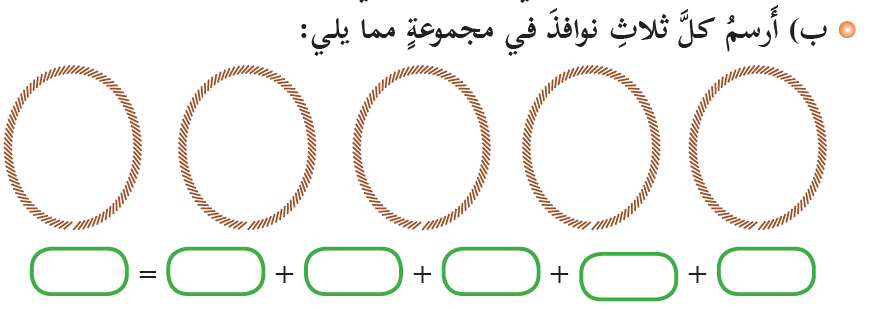 ب) أَرسمُ كلَّ ثلاثِ نوافذَ في مجموعةٍ مما يلي:
+ + + + =